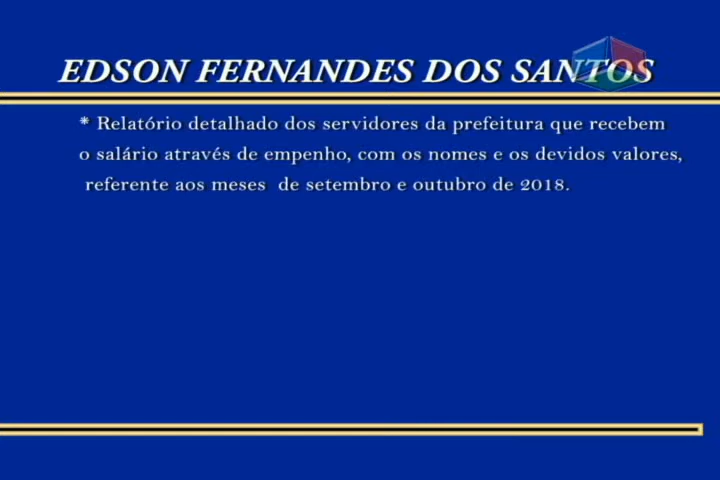 EDSON FERNANDES DOS SANTOS
* Relatório detalhado dos servidores da prefeitura que recebem
o salário através de empenho, com os nomes e os devidos valores,
referente aos meses de setembro e outubro de 2018.